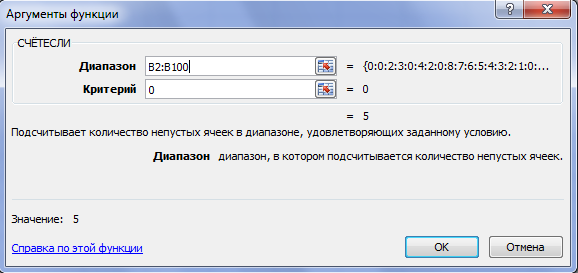 Аргументы функции
СЧЁТЕСЛИ
Диапазон B2:B100 = {0:0:2:3:0:4:2:0:8:7:6:5:4:3:2:1:0:...
Критерий 0 = 0
= 5
Подсчитывает количество непустых ячеек в диапазоне, удовлетворяющих заданному условию.
Диапазон диапазон, в котором подсчитывается количество непустых ячеек.
Значение: 5
Справка по этой функции
OK Отмена